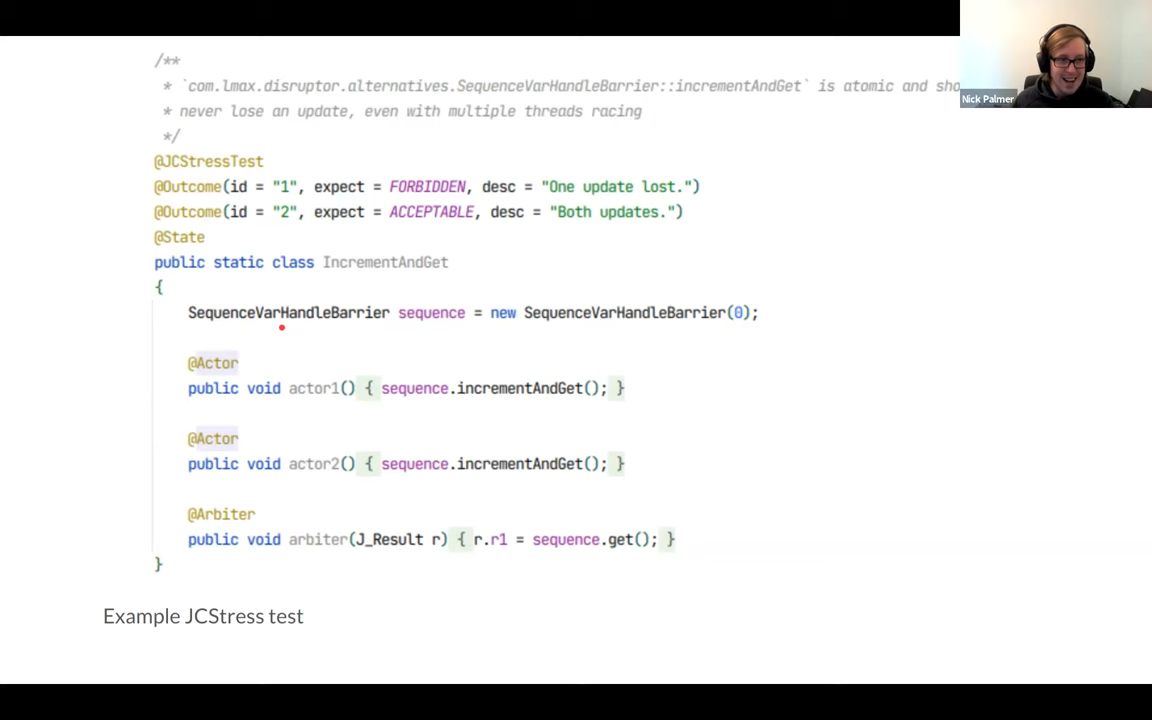 /**
* `com.lmax.disruptor.alternatives.SequenceVarHandleBarrier::incrementAndGet` is atomic and
* never lose an update, even with multiple threads racing
*/
@JCStressTest
@Outcome(id = "1", expect = FORBIDDEN, desc = "One update lost.")
@Outcome(id = "2", expect = ACCEPTABLE, desc = "Both updates.")
@State
public static class IncrementAndGet
{
SequenceVarHandleBarrier sequence = new SequenceVarHandleBarrier(0);
@Actor
public void actor1() { sequence.incrementAndGet(); }
@Actor
public void actor2() { sequence.incrementAndGet(); }
@Arbiter
public void arbiter(J_Result r) { r.r1 = sequence.get(); }
}
Example JCStress test
Nick Palmer